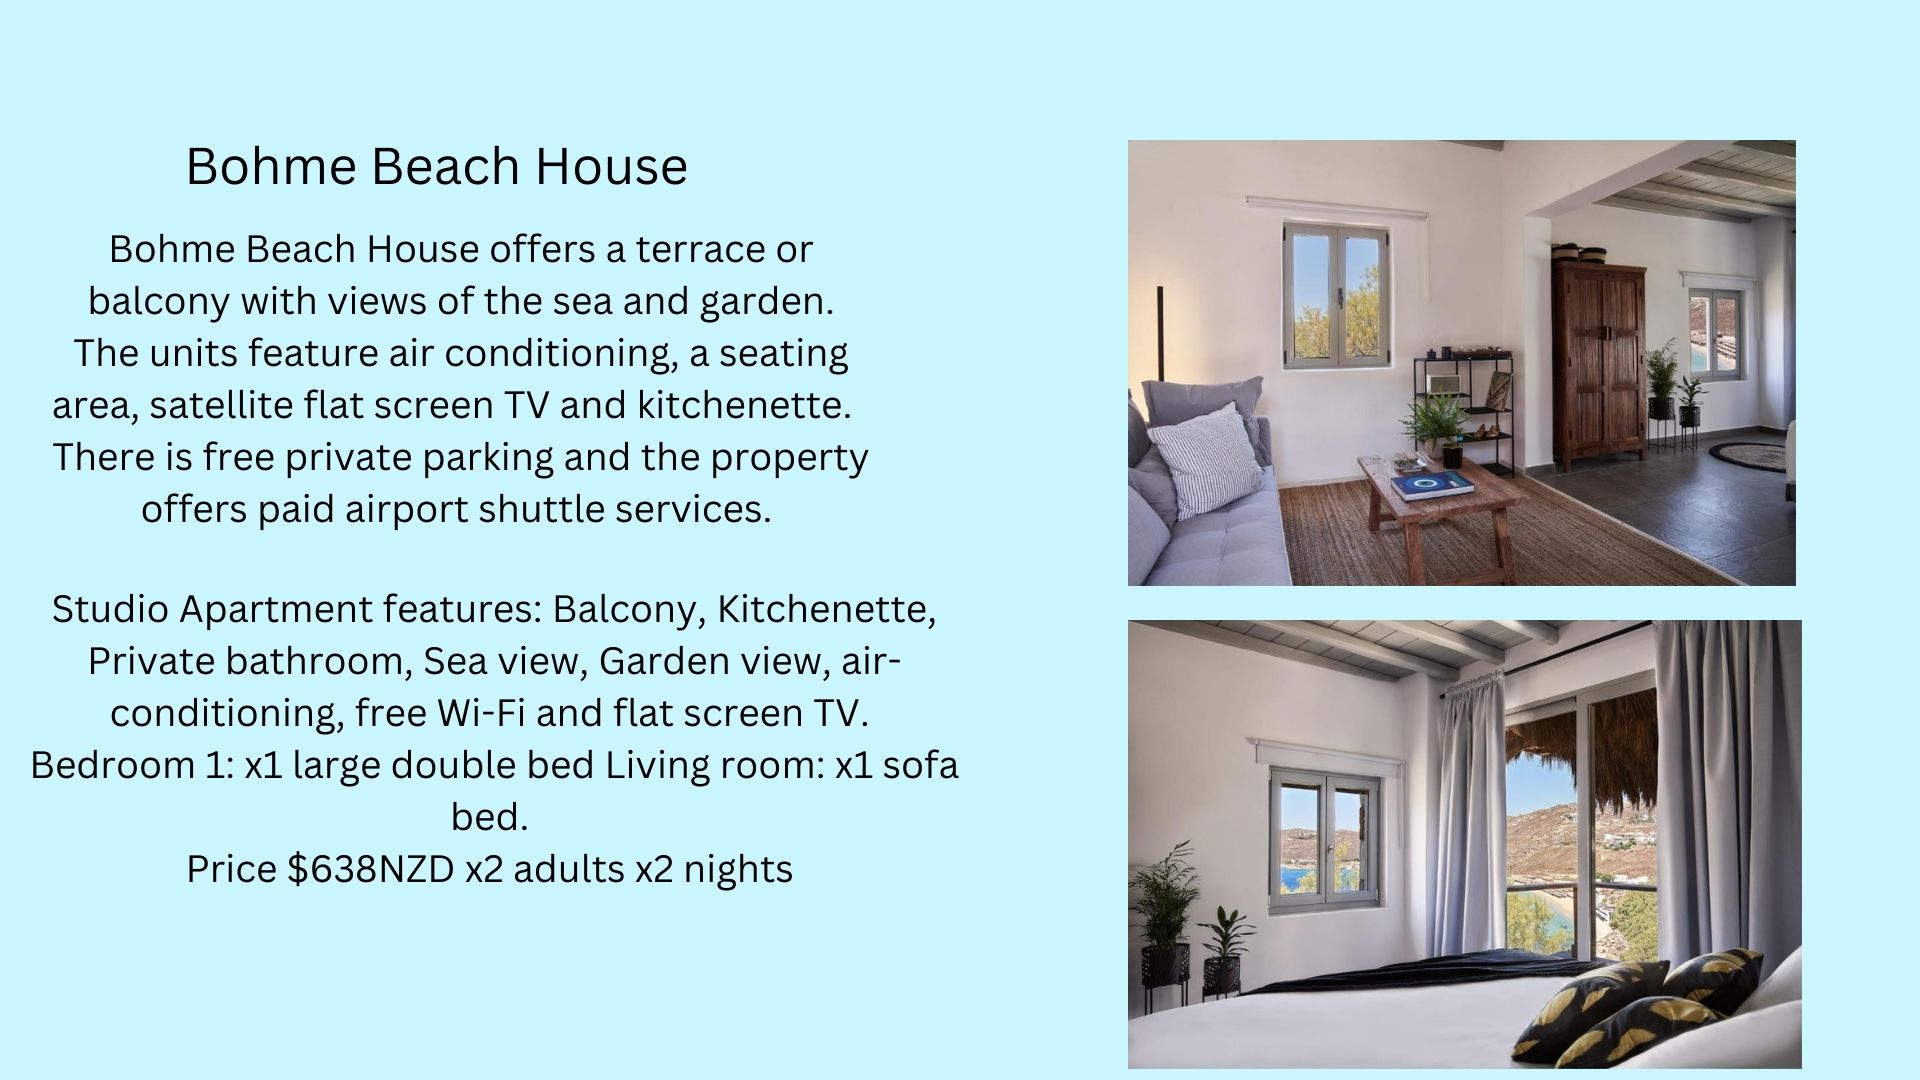 Bohme Beach House
Bohme Beach House offers a terrace or
balcony with views of the sea and garden.
The units feature air conditioning, a seating
area, satellite flat screen TV and kitchenette.
There is free private parking and the property
offers paid airport shuttle services.
Studio Apartment features: Balcony, Kitchenette,
Private bathroom, Sea view, Garden view, air-
conditioning, free Wi-Fi and flat screen TV.
Bedroom 1: x1 large double bed Living room: x1 sofa
bed.
Price $638NZD x2 adults x2 nights